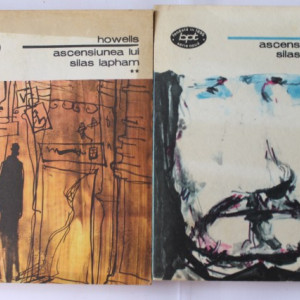 howells
ascensiunea lui
silas lapham
**
bpt
ascens
silas